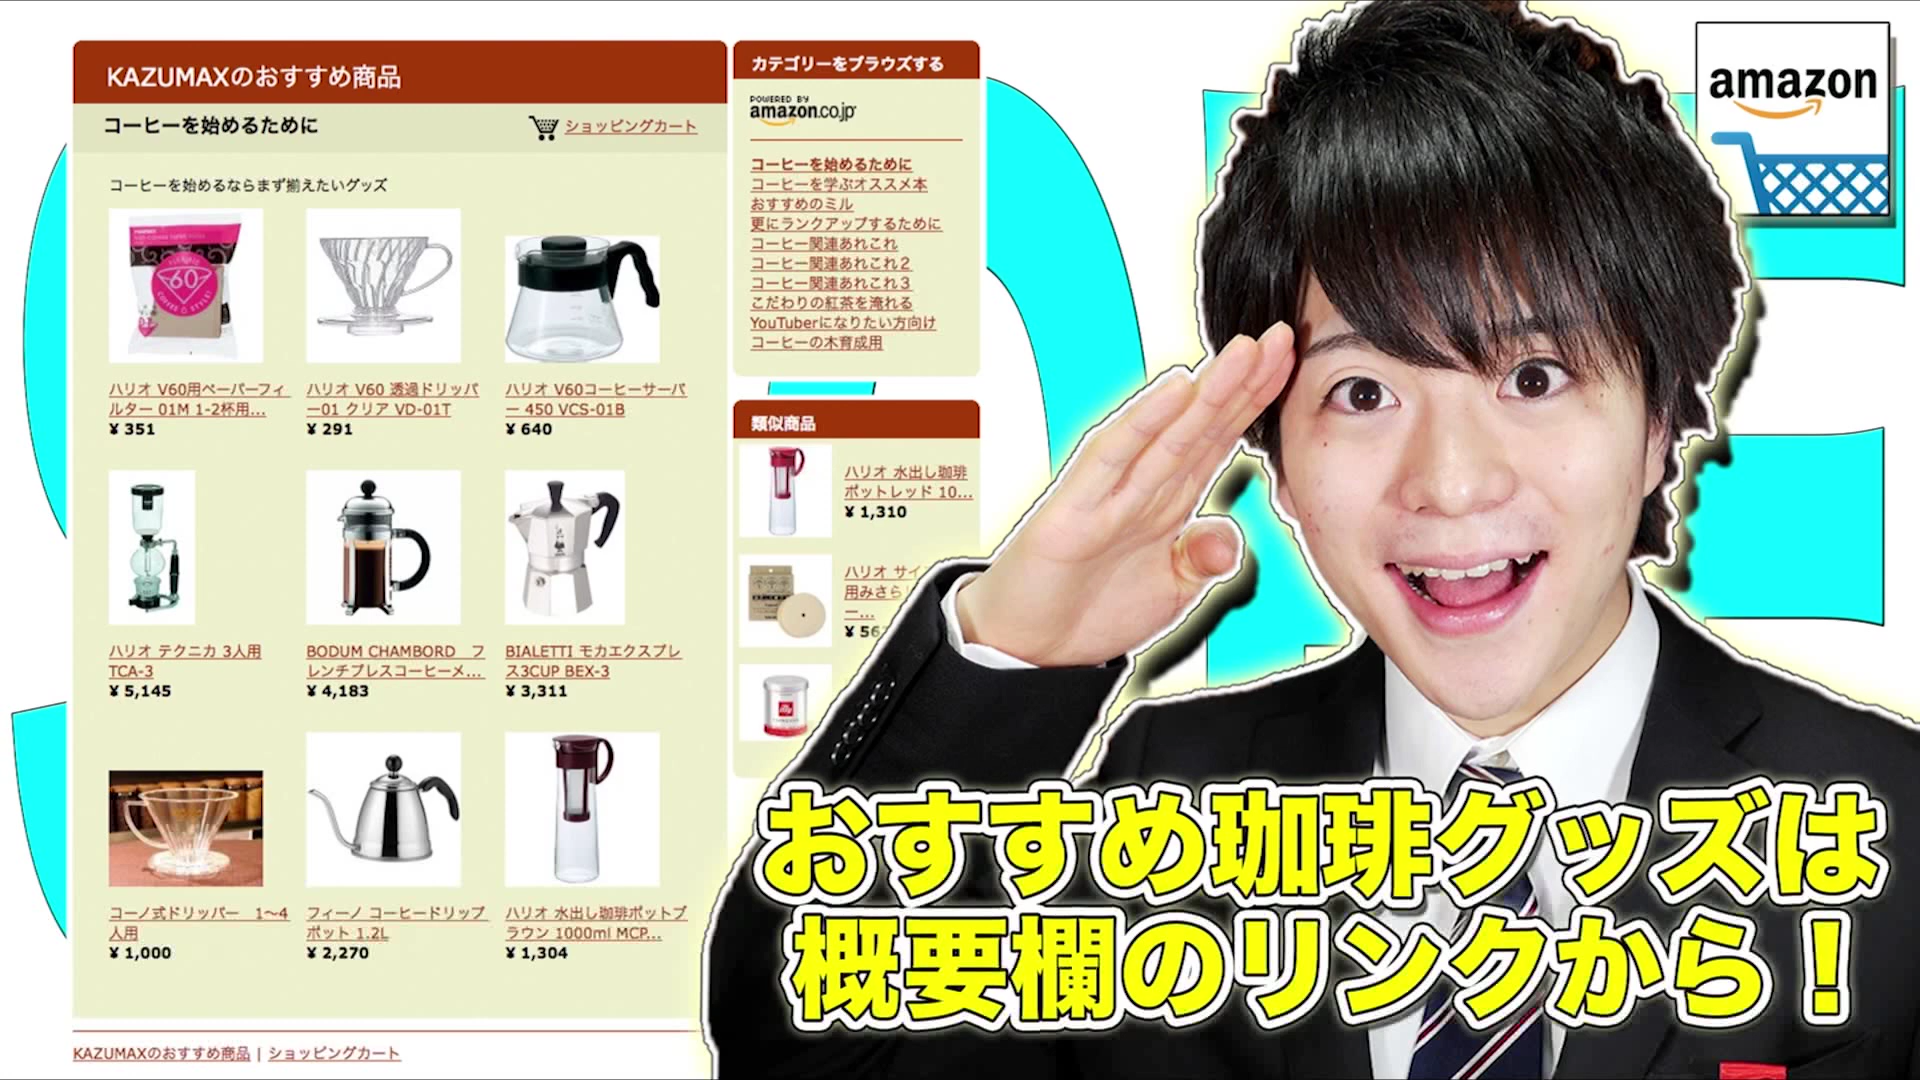 KAZUMAXのおすすめ商品
コーヒーを始めるために
ショッピングカート
コーヒーを始めるならまず揃えたいグッズ
ハリオ V60用ペーパーフィ
ルター 01M 1-2杯用...
¥ 351
ハリオ V60 透過ドリッパ
ー01 クリア VD-01T
¥ 291
ハリオ V60コーヒーサーバ
ー 450 VCS-01B
¥ 640
ハリオ テクニカ 3人用
TCA-3
¥ 5,145
BODUM CHAMBORD フ
レンチプレスコーヒーメ...
¥ 4,183
BIALETTI モカエクスプレ
ス3CUP BEX-3
¥ 3,311
コーノ式ドリッパー 1〜4
人用
¥ 1,000
フィーノ コーヒードリップ
ポット 1.2L
¥ 2,270
ハリオ 水出し珈琲ポットブ
ラウン 1000ml MCP...
¥ 1,304
KAZUMAXのおすすめ商品 | ショッピングカート
カテゴリーをブラウズする
POWERED BY
amazon.co.jp
コーヒーを始めるために
コーヒーを学ぶオススメ本
おすすめのミル
更にランクアップするために
コーヒー関連あれこれ
コーヒー関連あれこれ２
コーヒー関連あれこれ３
こだわりの紅茶を淹れる
YouTuberになりたい方向け
コーヒーの木育成用
類似商品
ハリオ 水出し珈琲
ポットレッド 10...
¥ 1,310
ハリオ サイ
用みさら
ー...
¥ 56
amazon
おすすめ珈琲グッズは
概要欄のリンクから！
60